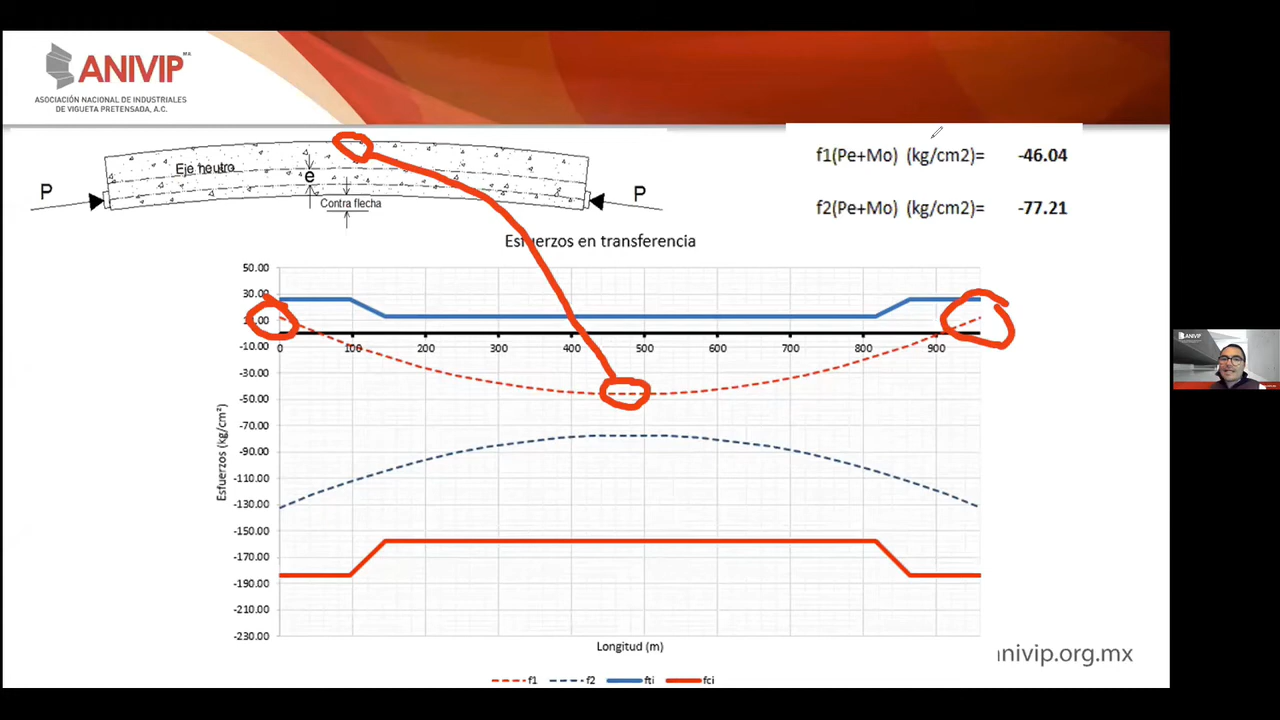 ANIVIP MR
ASOCIACIÓN NACIONAL DE INDUSTRIALES
DE VIGUETA PRETENSADA, A.C.
Eje neutro
e
P
P
Contra flecha
f1(Pe+Mo) (kg/cm2)= -46.04
f2(Pe+Mo) (kg/cm2)= -77.21
Esfuerzos en transferencia
50.00
30.00
-10.00
-30.00
-50.00
-70.00
-90.00
-110.00
-130.00
-150.00
-170.00
-190.00
-210.00
-230.00
0 100 200 300 400 500 600 700 800 900
Esfuerzos (kg/cm²)
Longitud (m)
f1 f2 fti fci
anivip.org.mx
ANIVIP